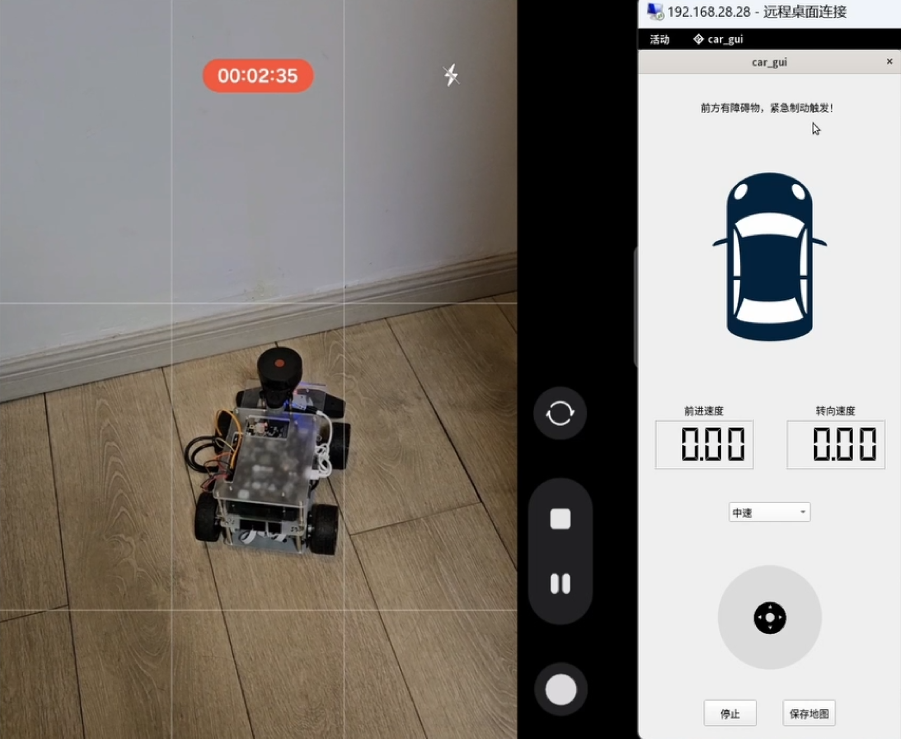 00:02:35
192.168.28.28 - 远程桌面连接
活动 car_gui
car_gui ×
前方有障碍物，紧急制动触发！
前进速度 转向速度
0.00 0.00
中速
停止 保存地图